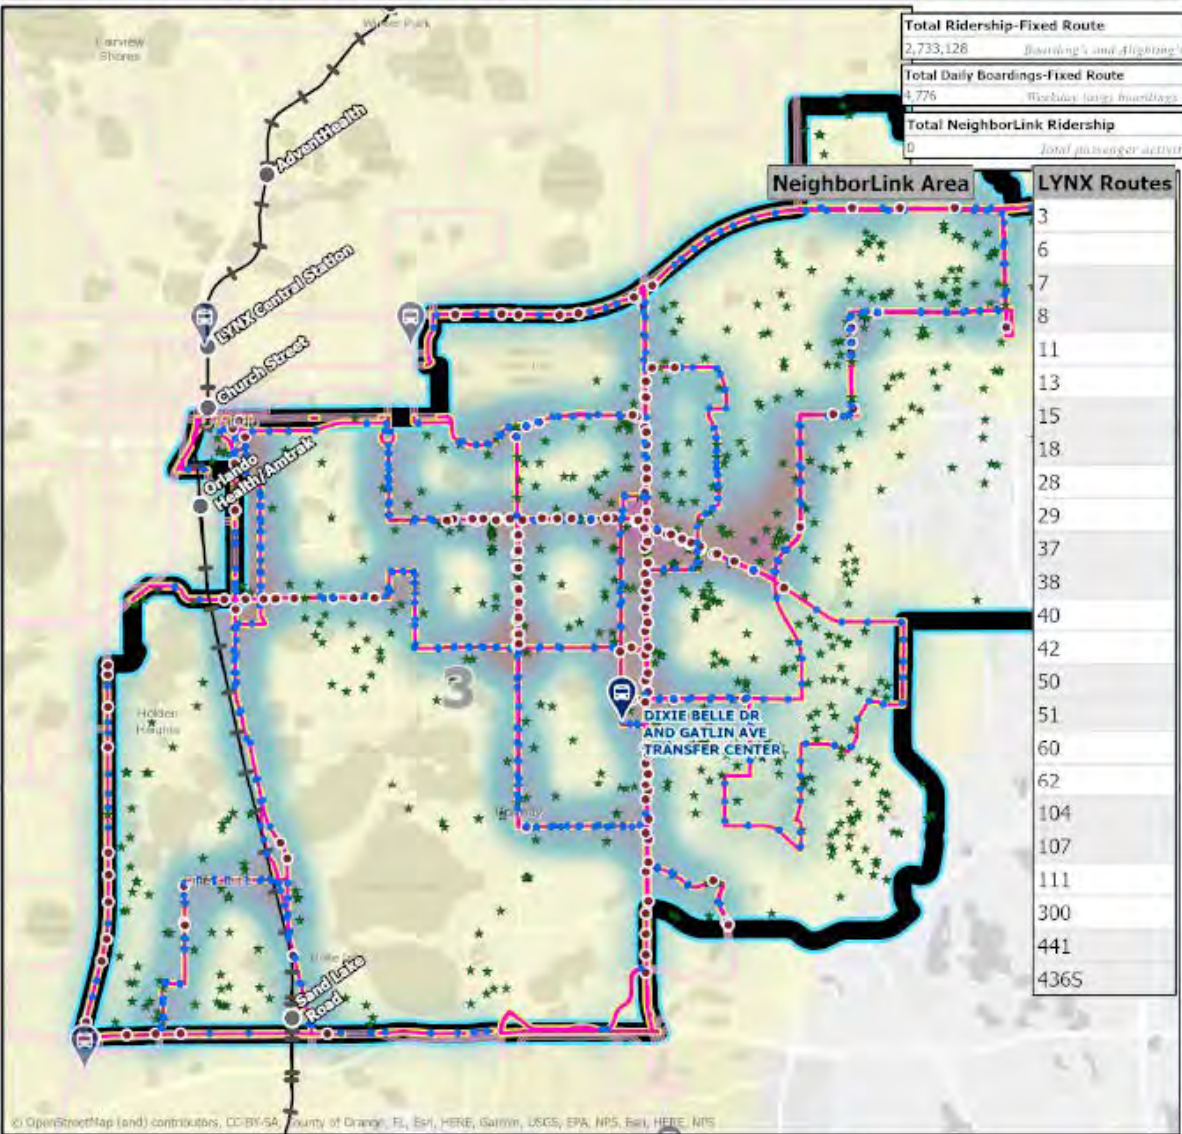 Winter Park
Fairview
Shores
Total Ridership-Fixed Route
2,733,128 Boarding's and Alighting's
Total Daily Boardings-Fixed Route
4,776
Total NeighborLink Ridership
0 Total passenger activit
AdventHealth
NeighborLink Area
LYNX Routes
3
6
7
8
11
13
15
18
28
29
37
38
40
42
50
51
60
62
104
107
111
300
441
436S
LYNX Central Station
Church Street
Orlando
Orlando
Health/Amtrak
3
Holden
Heights
DIXIE BELLE DR
AND GATLIN AVE
TRANSFER CENTER
Sand Lake
Road
© OpenStreetMap (and) contributors, CC-BY-SA, County of Orange, FL, Esri, HERE, Garmin, USGS, EPA, NPS, Esri, HERE, NPS